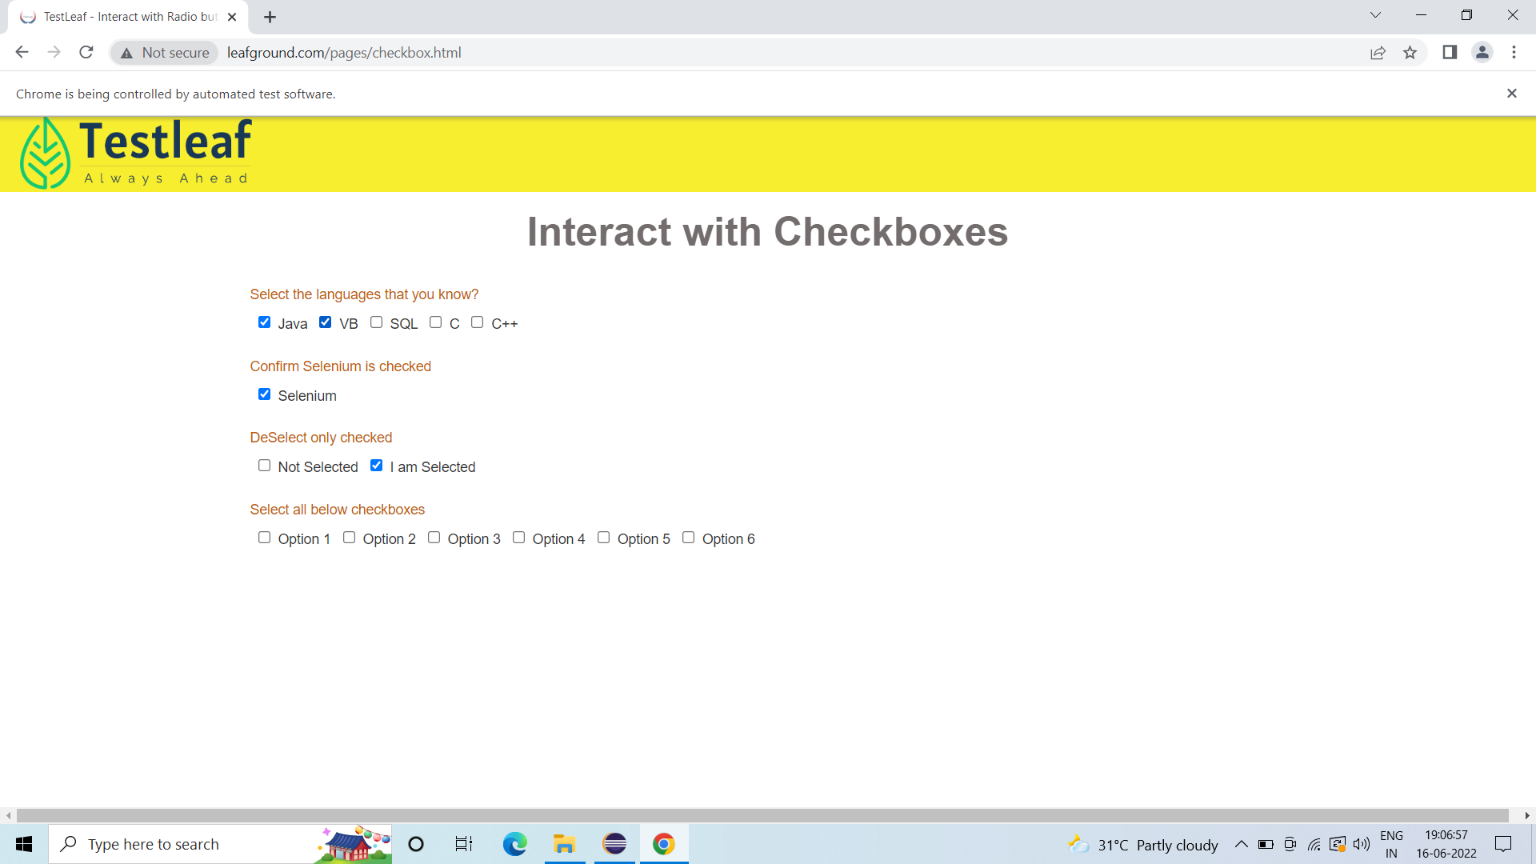 TestLeaf - Interact with Radio but
Not secure leafground.com/pages/checkbox.html
Chrome is being controlled by automated test software.
Testleaf
Always Ahead
Interact with Checkboxes
Select the languages that you know?
Java VB SQL C C++
Confirm Selenium is checked
Selenium
DeSelect only checked
Not Selected I am Selected
Select all below checkboxes
Option 1 Option 2 Option 3 Option 4 Option 5 Option 6
Type here to search
31°C Partly cloudy
ENG
IN
19:06:57
16-06-2022